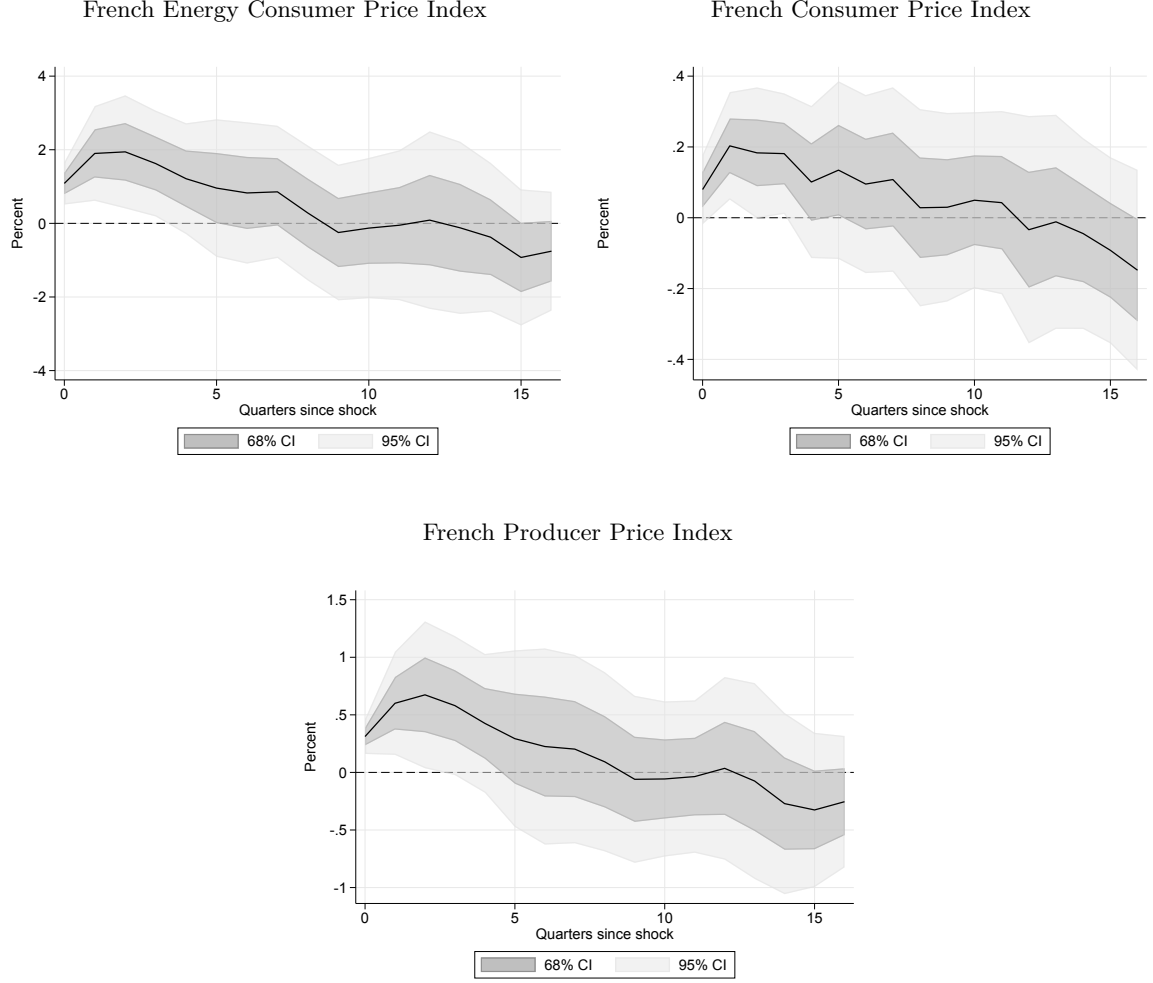 French Energy Consumer Price Index
4
2
0
-2
-4
Percent
0 5 10 15
Quarters since shock
68% CI 95% CI
French Consumer Price Index
.4
.2
0
-.2
-.4
Percent
0 5 10 15
Quarters since shock
68% CI 95% CI
French Producer Price Index
1.5
1
.5
0
-.5
-1
Percent
0 5 10 15
Quarters since shock
68% CI 95% CI